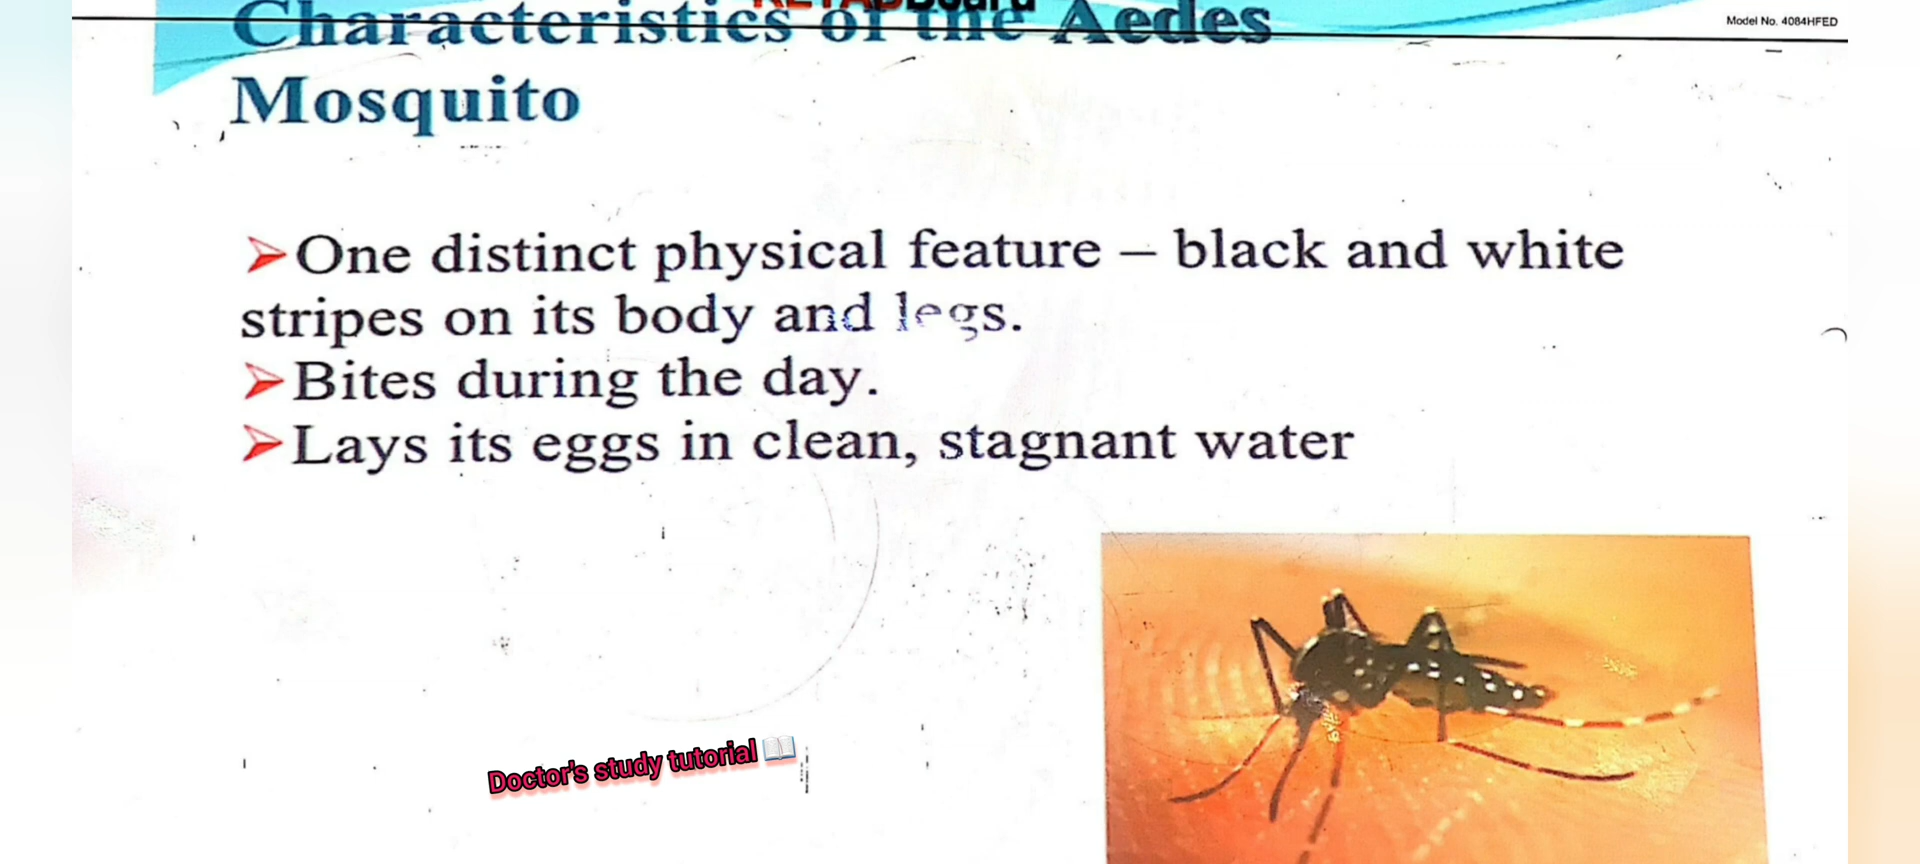 Characteristics of the Aedes
Model No. 4084HFED
Mosquito
➢One distinct physical feature – black and white
stripes on its body and legs.
➢Bites during the day.
➢Lays its eggs in clean, stagnant water
Doctor's study tutorial 📖